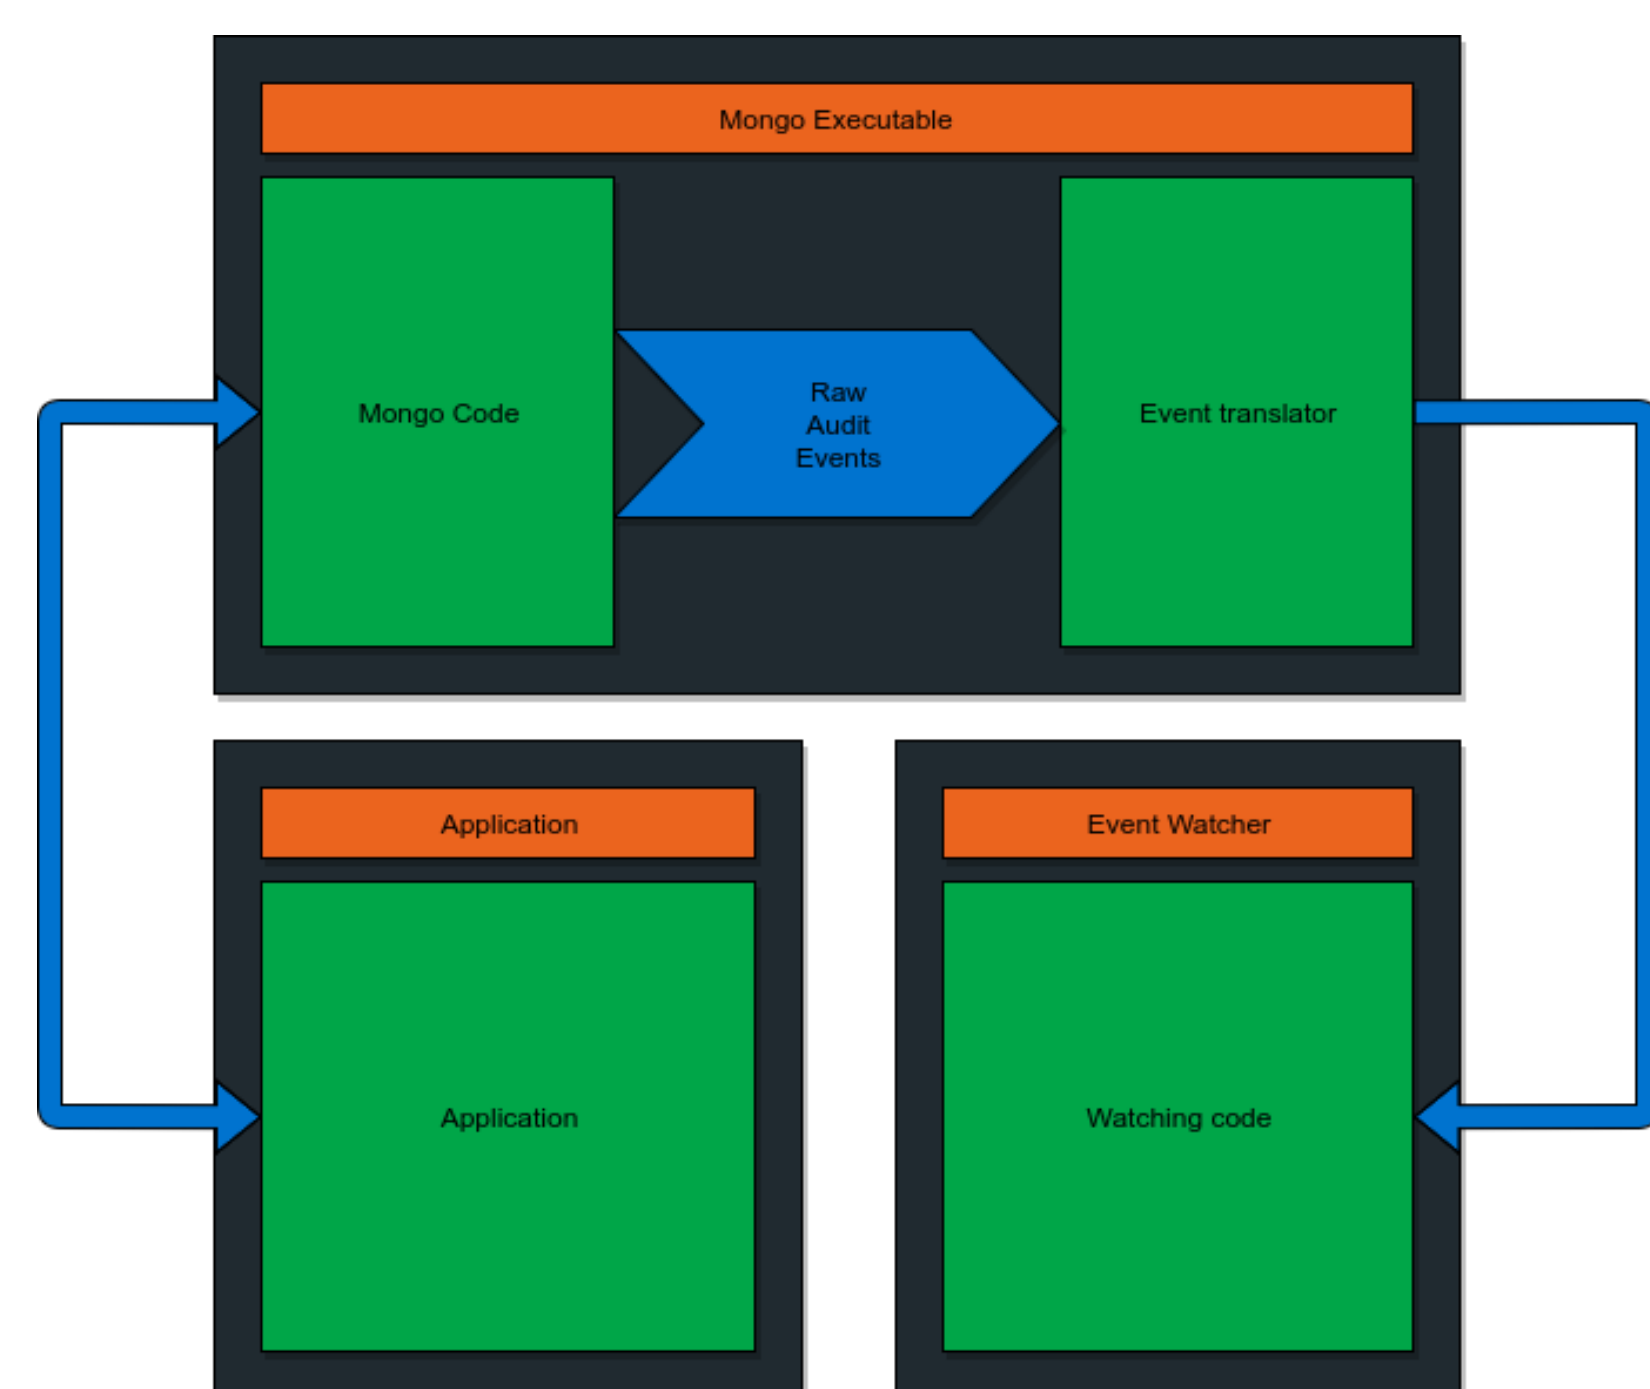 Mongo Executable
Mongo Code
Raw
Audit
Events
Event translator
Application
Event Watcher
Application
Watching code